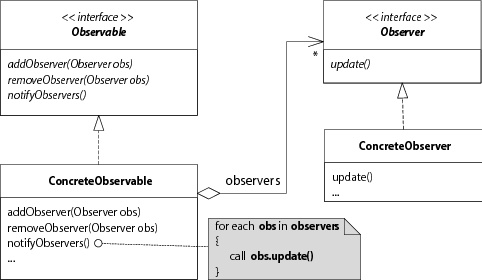 << interface >>
Observable
addObserver(Observer obs)
removeObserver(Observer obs)
notifyObservers()
<< interface >>
Observer
update()
*
ConcreteObservable
addObserver(Observer obs)
removeObserver(Observer obs)
notifyObservers()
...
observers
ConcreteObserver
update()
...
for each obs in observers
{
call obs.update()
}